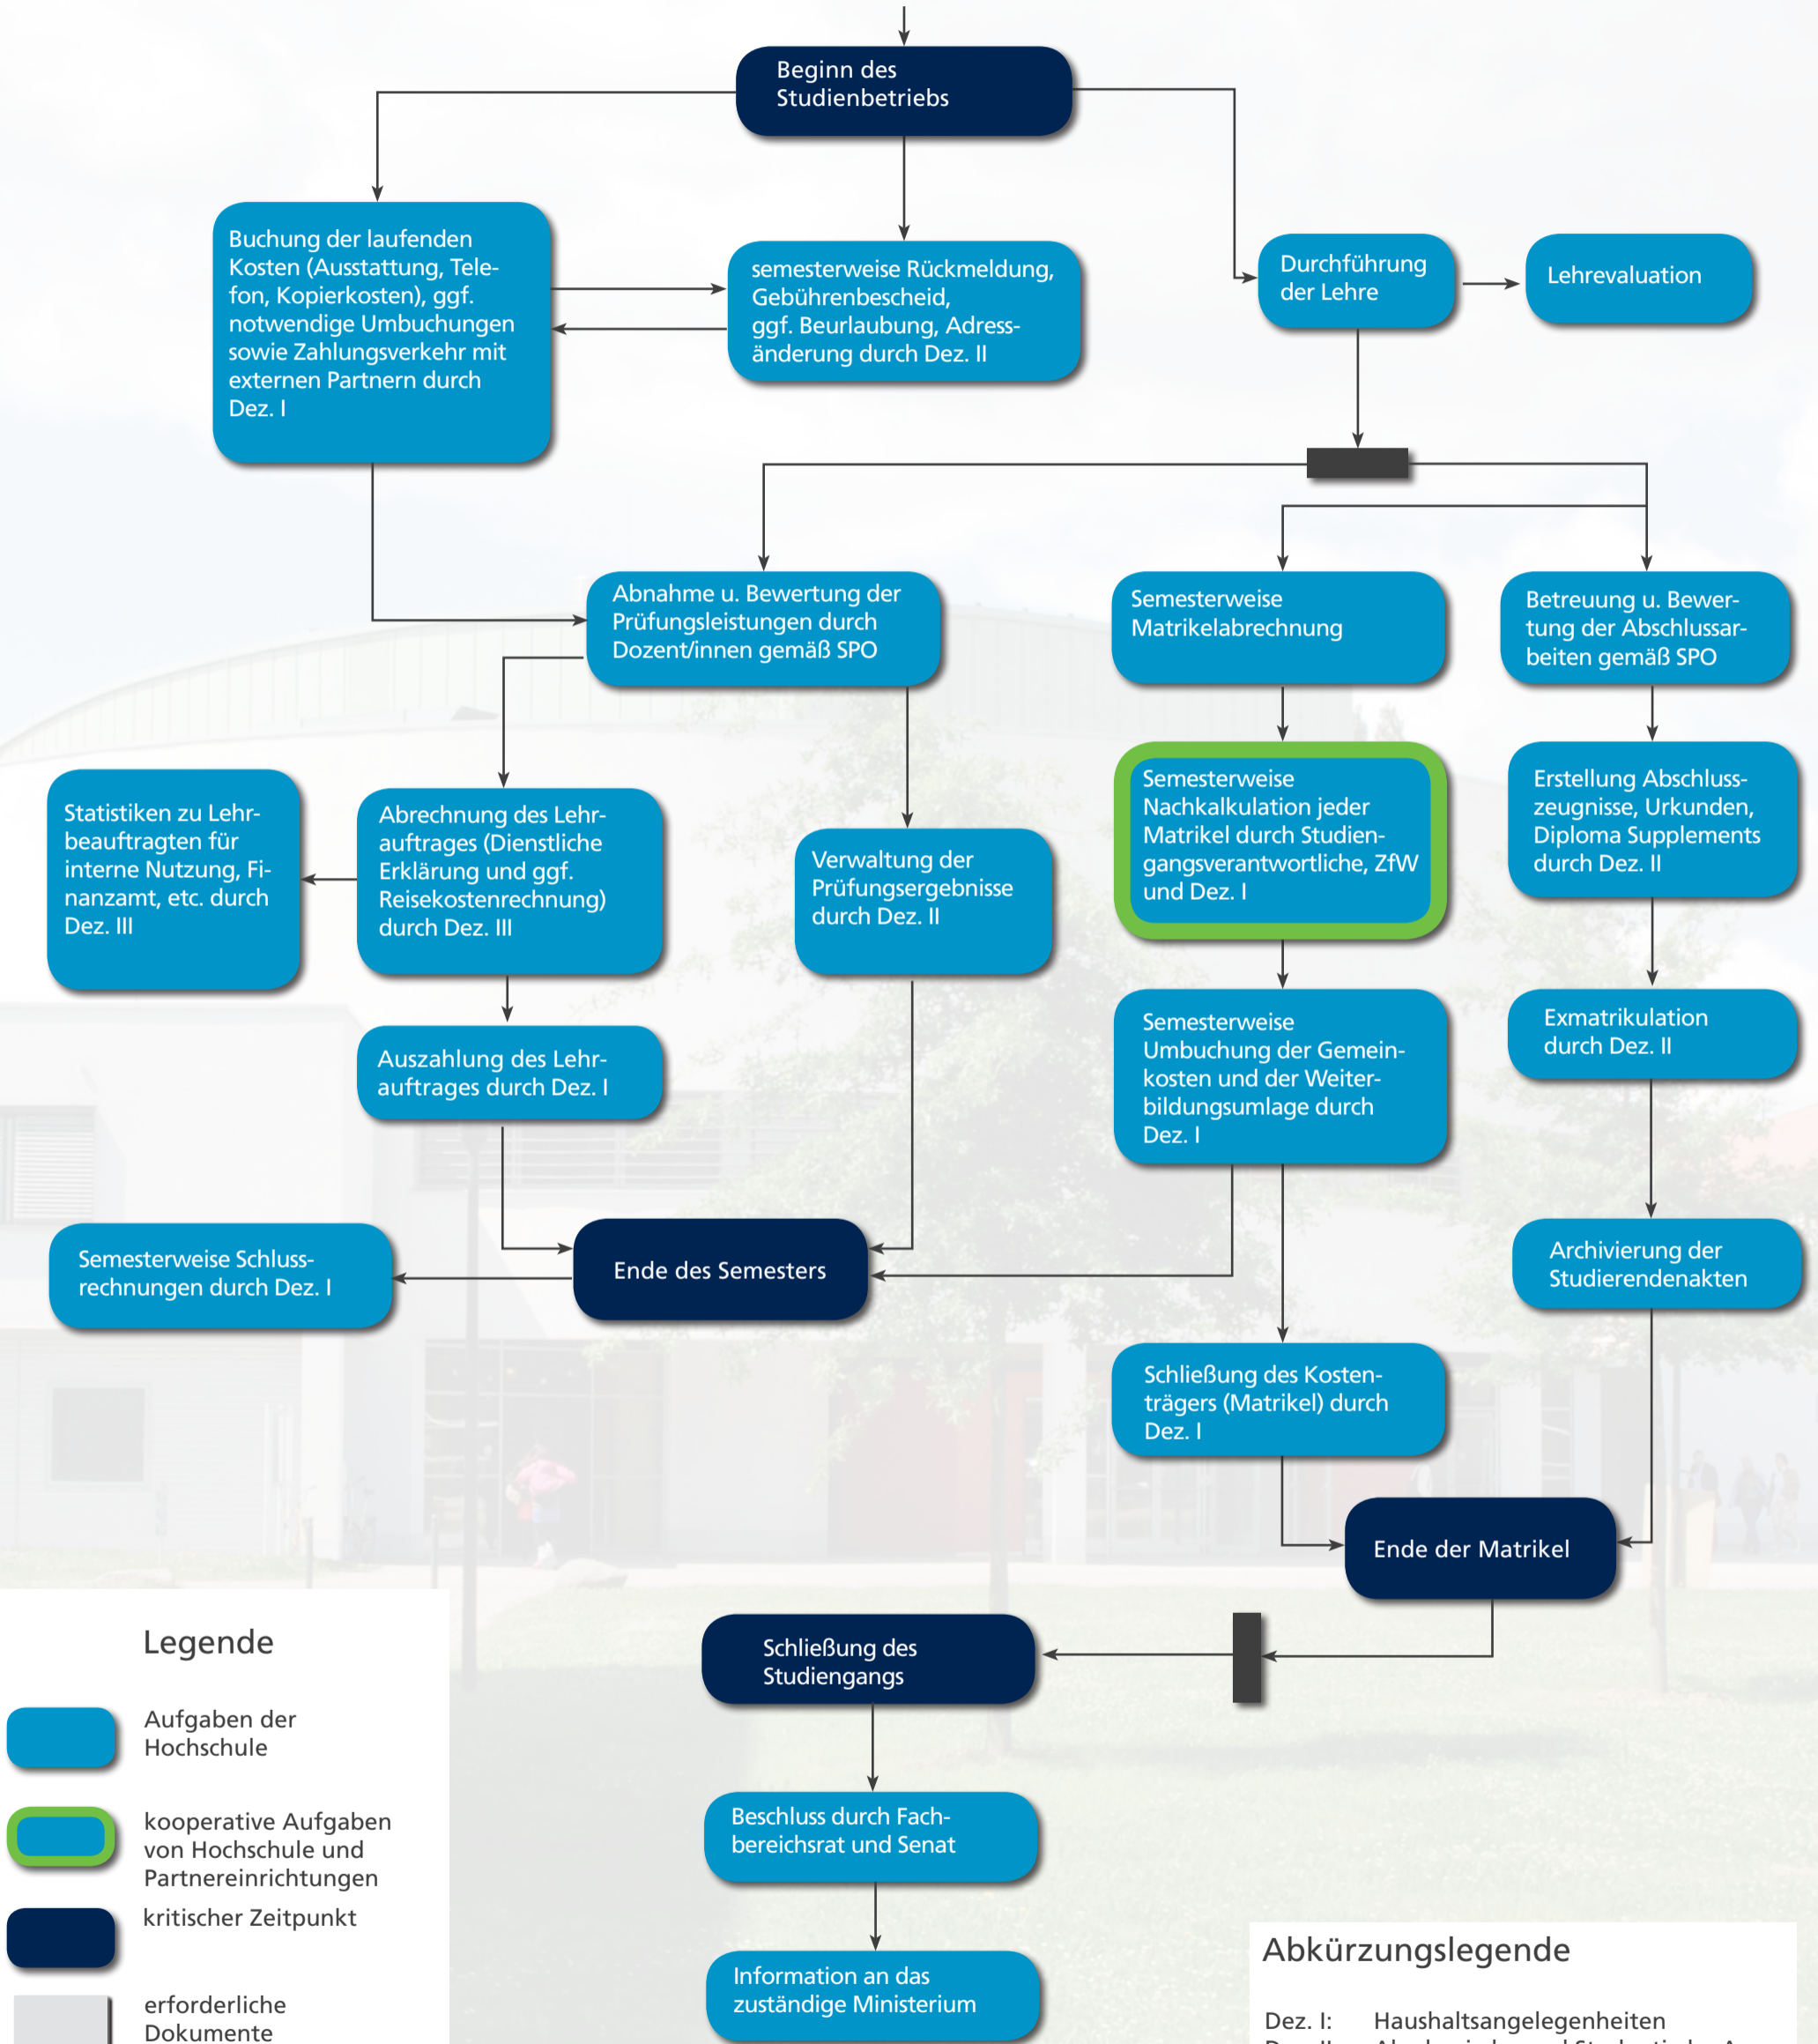 Beginn des
Studienbetriebs
Buchung der laufenden
Kosten (Ausstattung, Tele-
fon, Kopierkosten), ggf.
notwendige Umbuchungen
sowie Zahlungsverkehr mit
externen Partnern durch
Dez. I
semesterweise Rückmeldung,
Gebührenbescheid,
ggf. Beurlaubung, Adress-
änderung durch Dez. II
Durchführung
der Lehre
Lehrevaluation
Abnahme u. Bewertung der
Prüfungsleistungen durch
Dozent/innen gemäß SPO
Semesterweise
Matrikelabrechnung
Betreuung u. Bewer-
tung der Abschlussar-
beiten gemäß SPO
Statistiken zu Lehr-
beauftragten für
interne Nutzung, Fi-
nanzamt, etc. durch
Dez. III
Abrechnung des Lehr-
auftrages (Dienstliche
Erklärung und ggf.
Reisekostenrechnung)
durch Dez. III
Verwaltung der
Prüfungsergebnisse
durch Dez. II
Semesterweise
Nachkalkulation jeder
Matrikel durch Studien-
gangsverantwortliche, ZfW
und Dez. I
Erstellung Abschluss-
zeugnisse, Urkunden,
Diploma Supplements
durch Dez. II
Auszahlung des Lehr-
auftrages durch Dez. I
Semesterweise
Umbuchung der Gemein-
kosten und der Weiter-
bildungsumlage durch
Dez. I
Exmatrikulation
durch Dez. II
Semesterweise Schluss-
rechnungen durch Dez. I
Ende des Semesters
Archivierung der
Studierendenakten
Schließung des Kosten-
trägers (Matrikel) durch
Dez. I
Ende der Matrikel
Schließung des
Studiengangs
Beschluss durch Fach-
bereichsrat und Senat
Information an das
zuständige Ministerium
Legende
Aufgaben der
Hochschule
kooperative Aufgaben
von Hochschule und
Partnereinrichtungen
kritischer Zeitpunkt
erforderliche
Dokumente
Abkürzungslegende
Dez. I: Haushaltsangelegenheiten